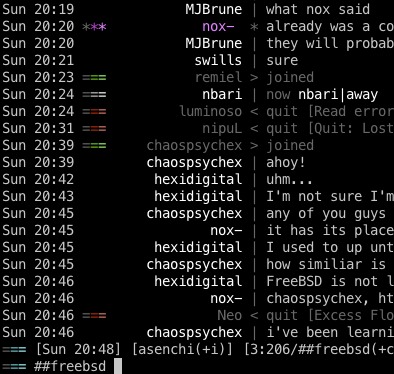 Sun 20:19 MJBrune | what nox said
Sun 20:20 *** nox- * already was a co
Sun 20:20 MJBrune | they will probab
Sun 20:21 swills | sure
Sun 20:23 === remiel > joined
Sun 20:24 === nbari | now nbari|away
Sun 20:24 === luminoso < quit [Read error
Sun 20:31 === nipuL < quit [Quit: Lost
Sun 20:39 === chaospsychex > joined
Sun 20:39 chaospsychex | ahoy!
Sun 20:42 hexidigital | uhm...
Sun 20:43 hexidigital | I'm not sure I'm
Sun 20:45 chaospsychex | any of you guys
Sun 20:45 nox- | it has its place
Sun 20:45 hexidigital | I used to up unt
Sun 20:45 chaospsychex | how similiar is
Sun 20:46 hexidigital | FreeBSD is not l
Sun 20:46 nox- | chaospsychex, ht
Sun 20:46 === Neo < quit [Excess Flo
Sun 20:46 chaospsychex | i've been learni
=== [Sun 20:48] [asenchi(+i)] [3:206/##freebsd(+c
=== ##freebsd